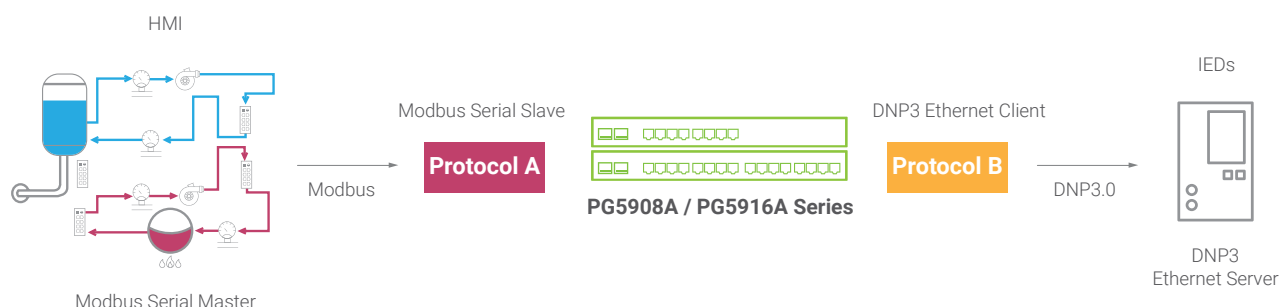 HMI
Modbus Serial Master
Modbus
Modbus Serial Slave
Protocol A
PG5908A / PG5916A Series
DNP3 Ethernet Client
Protocol B
DNP3.0
IEDs
DNP3
Ethernet Server